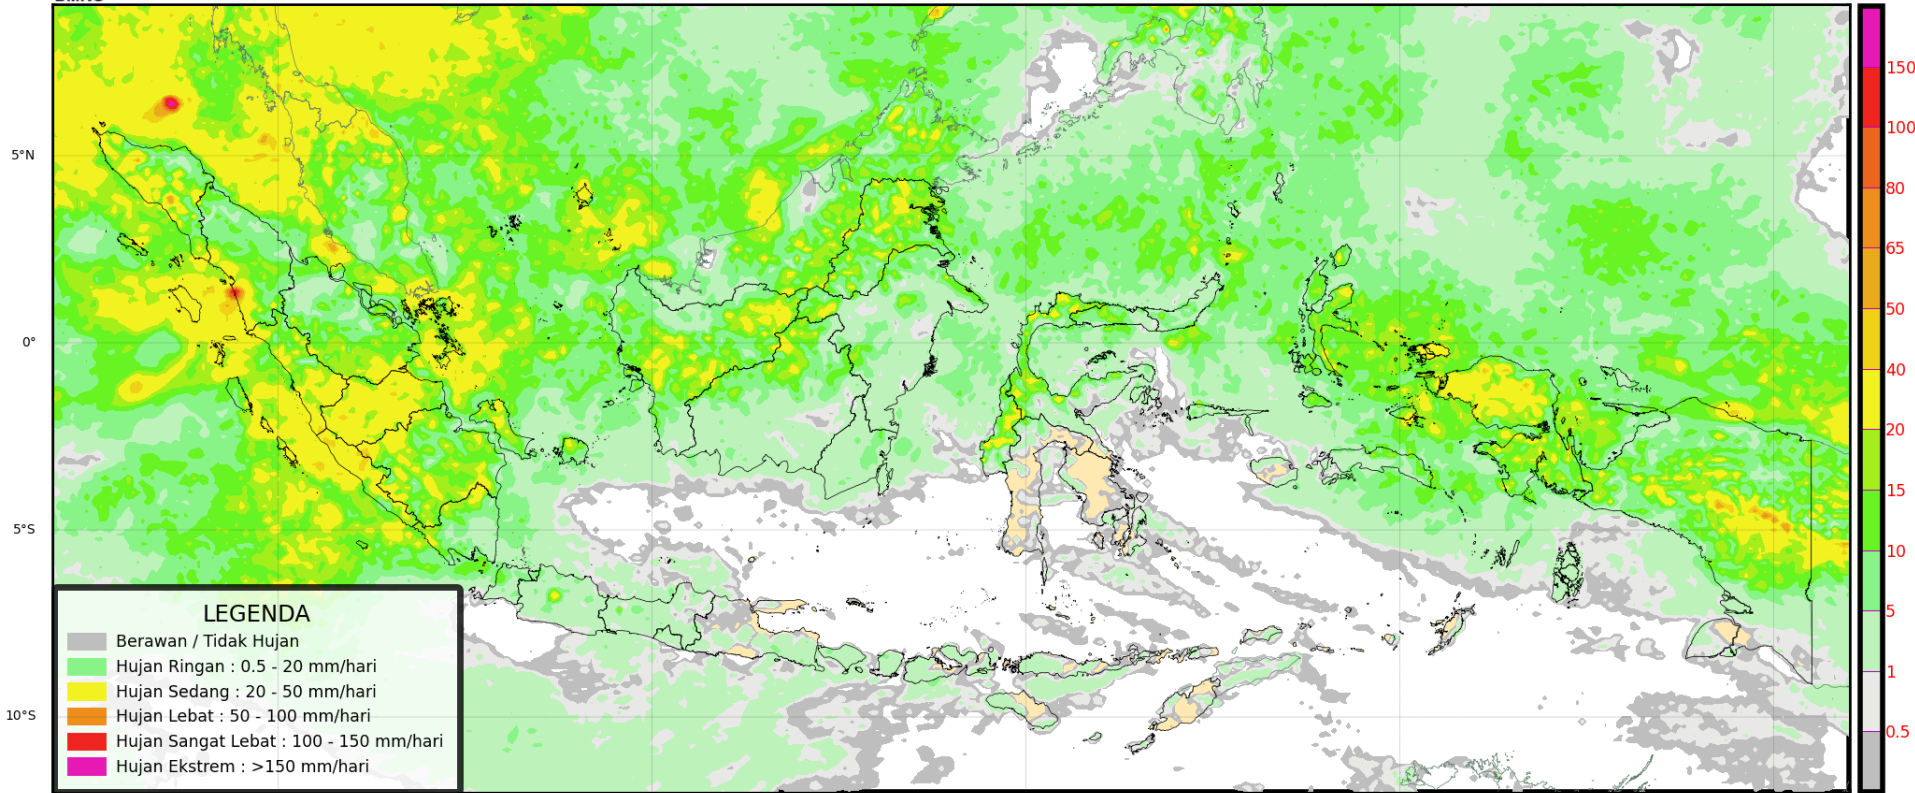 5°N
0°
5°S
10°S
LEGENDA
Berawan / Tidak Hujan
Hujan Ringan : 0.5 - 20 mm/hari
Hujan Sedang : 20 - 50 mm/hari
Hujan Lebat : 50 - 100 mm/hari
Hujan Sangat Lebat : 100 - 150 mm/hari
Hujan Ekstrem : >150 mm/hari
150
100
80
65
50
40
20
15
10
5
1
0.5